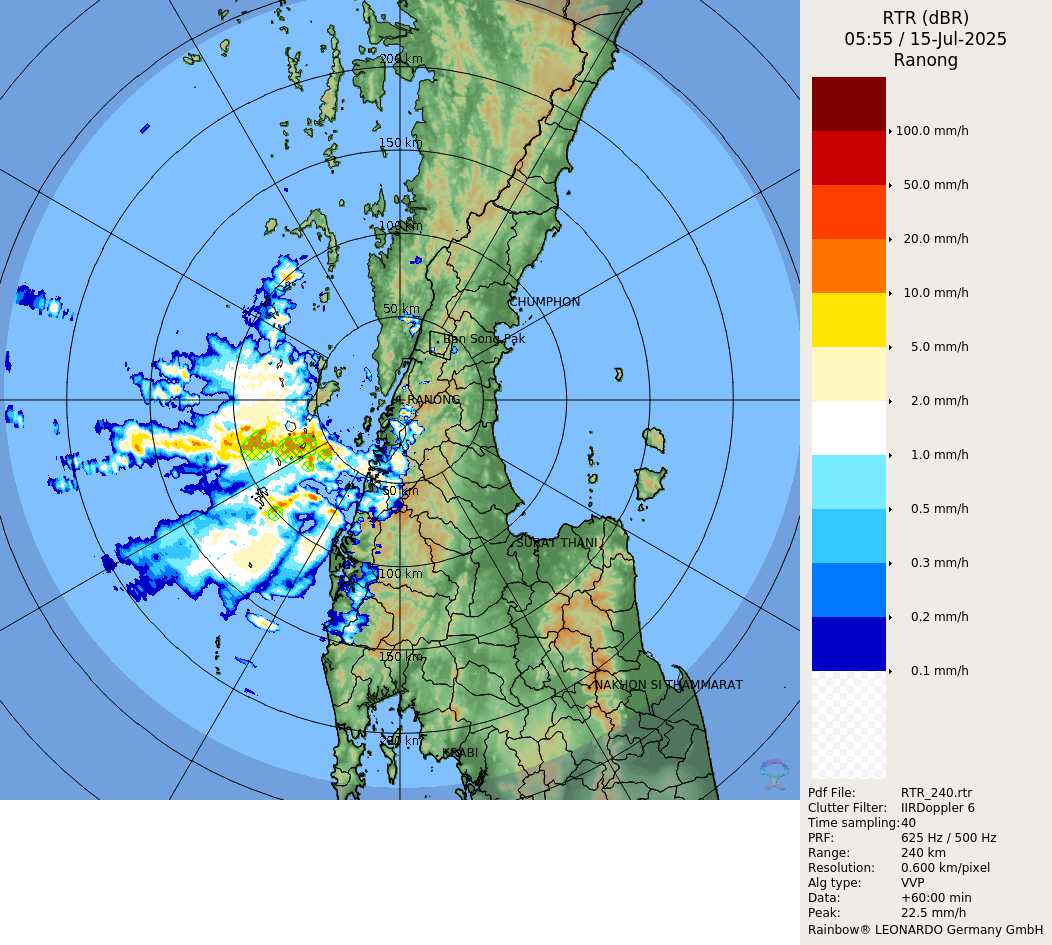 RTR (dBR)
05:55 / 15-Jul-2025
Ranong
200 km
150 km
100 km
50 km
CHUMPHON
Ban Song Pak
RANONG
50 km
SURAT THANI
100 km
150 km
NAKHON SI THAMMARAT
200 km
KRABI
100.0 mm/h
50.0 mm/h
20.0 mm/h
10.0 mm/h
5.0 mm/h
2.0 mm/h
1.0 mm/h
0.5 mm/h
0.3 mm/h
0.2 mm/h
0.1 mm/h
Pdf File: RTR_240.rtr
Clutter Filter: IIRDoppler 6
Time sampling: 40
PRF: 625 Hz / 500 Hz
Range: 240 km
Resolution: 0.600 km/pixel
Alg type: VVP
Data: +60:00 min
Peak: 22.5 mm/h
Rainbow® LEONARDO Germany GmbH